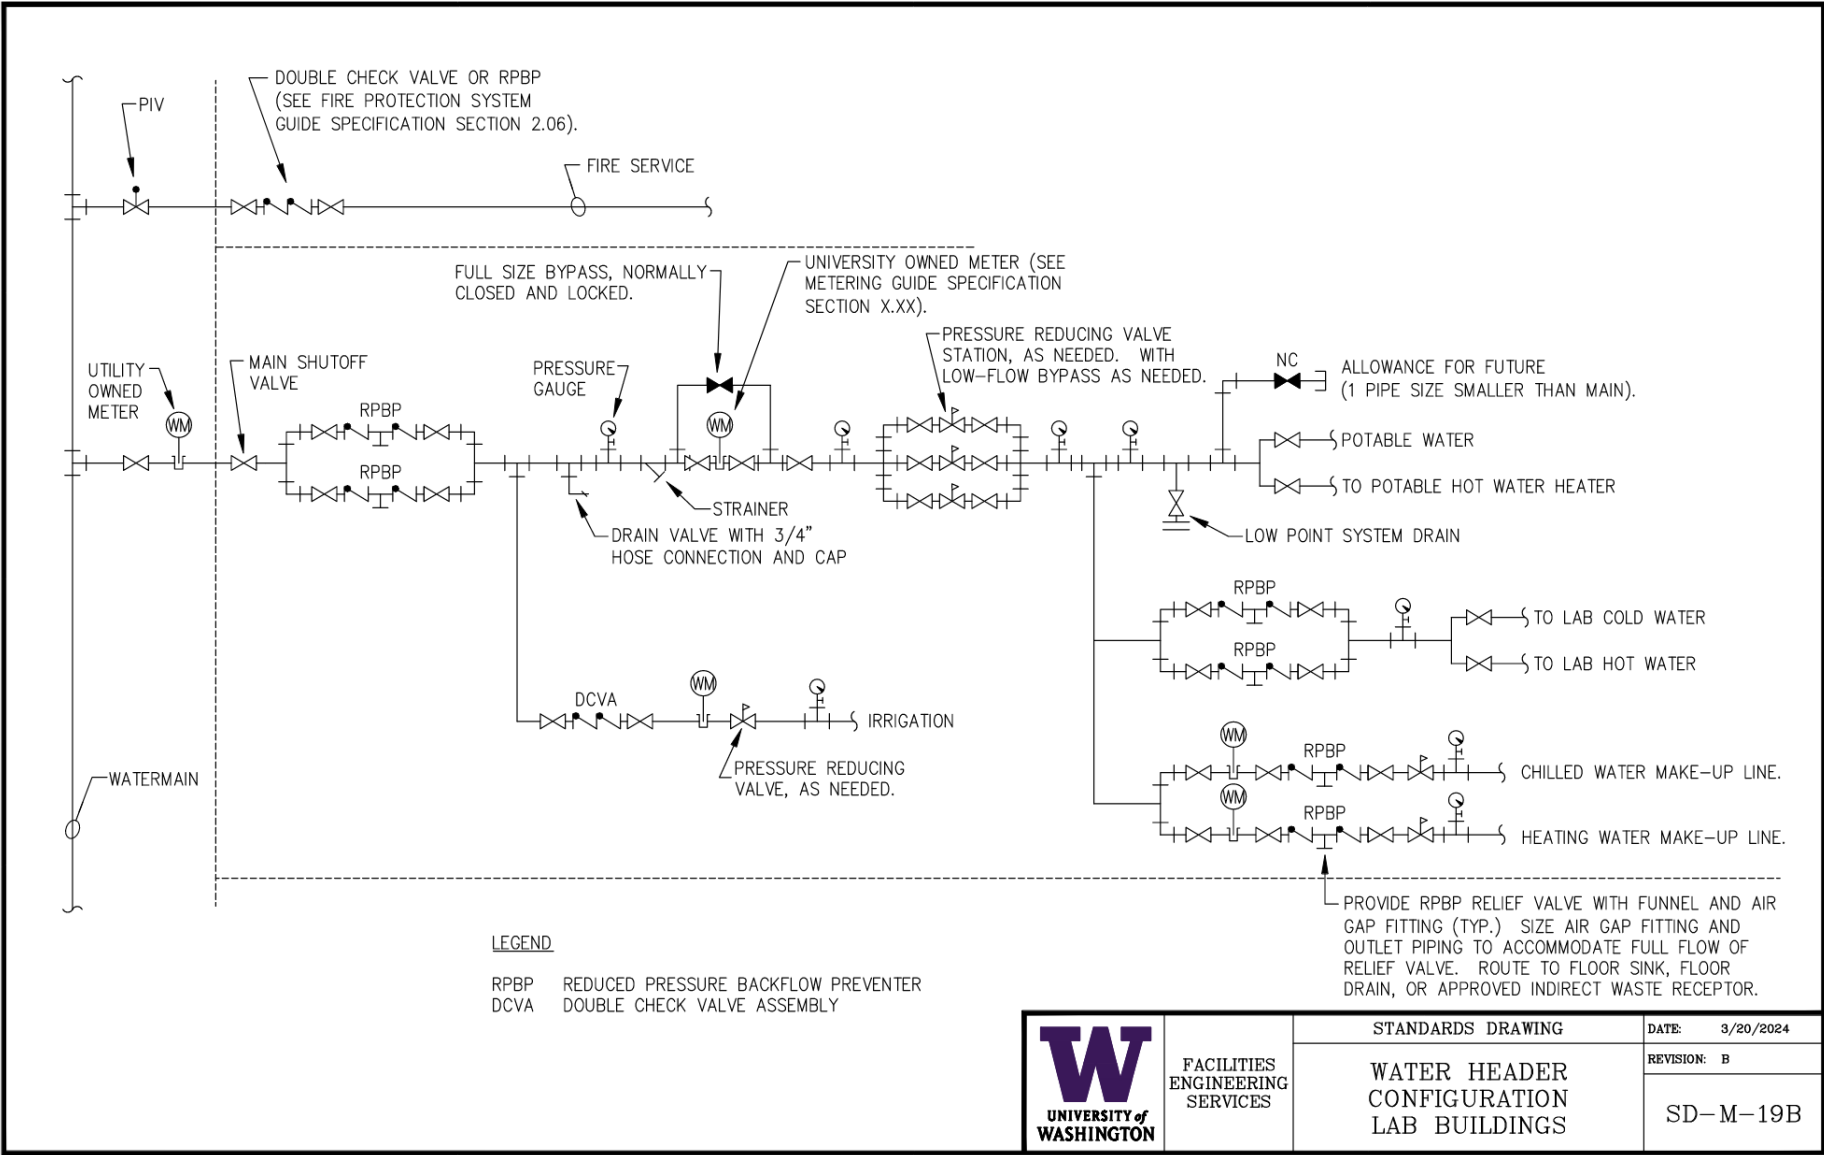 DOUBLE CHECK VALVE OR RPBP
(SEE FIRE PROTECTION SYSTEM
GUIDE SPECIFICATION SECTION 2.06).
PIV
FIRE SERVICE
FULL SIZE BYPASS, NORMALLY
CLOSED AND LOCKED.
UNIVERSITY OWNED METER (SEE
METERING GUIDE SPECIFICATION
SECTION X.XX).
PRESSURE REDUCING VALVE
STATION, AS NEEDED. WITH
LOW-FLOW BYPASS AS NEEDED.
UTILITY
OWNED
METER
MAIN SHUTOFF
VALVE
PRESSURE
GAUGE
NC
ALLOWANCE FOR FUTURE
(1 PIPE SIZE SMALLER THAN MAIN).
WM
RPBP
WM
POTABLE WATER
RPBP
TO POTABLE HOT WATER HEATER
STRAINER
DRAIN VALVE WITH 3/4"
HOSE CONNECTION AND CAP
LOW POINT SYSTEM DRAIN
RPBP
TO LAB COLD WATER
RPBP
TO LAB HOT WATER
DCVA
WM
IRRIGATION
PRESSURE REDUCING
VALVE, AS NEEDED.
WATERMAIN
WM
RPBP
CHILLED WATER MAKE-UP LINE.
WM
RPBP
HEATING WATER MAKE-UP LINE.
PROVIDE RPBP RELIEF VALVE WITH FUNNEL AND AIR
GAP FITTING (TYP.) SIZE AIR GAP FITTING AND
OUTLET PIPING TO ACCOMMODATE FULL FLOW OF
RELIEF VALVE. ROUTE TO FLOOR SINK, FLOOR
DRAIN, OR APPROVED INDIRECT WASTE RECEPTOR.
LEGEND
RPBP REDUCED PRESSURE BACKFLOW PREVENTER
DCVA DOUBLE CHECK VALVE ASSEMBLY
W
UNIVERSITY of
WASHINGTON
FACILITIES
ENGINEERING
SERVICES
STANDARDS DRAWING
WATER HEADER
CONFIGURATION
LAB BUILDINGS
DATE: 3/20/2024
REVISION: B
SD-M-19B